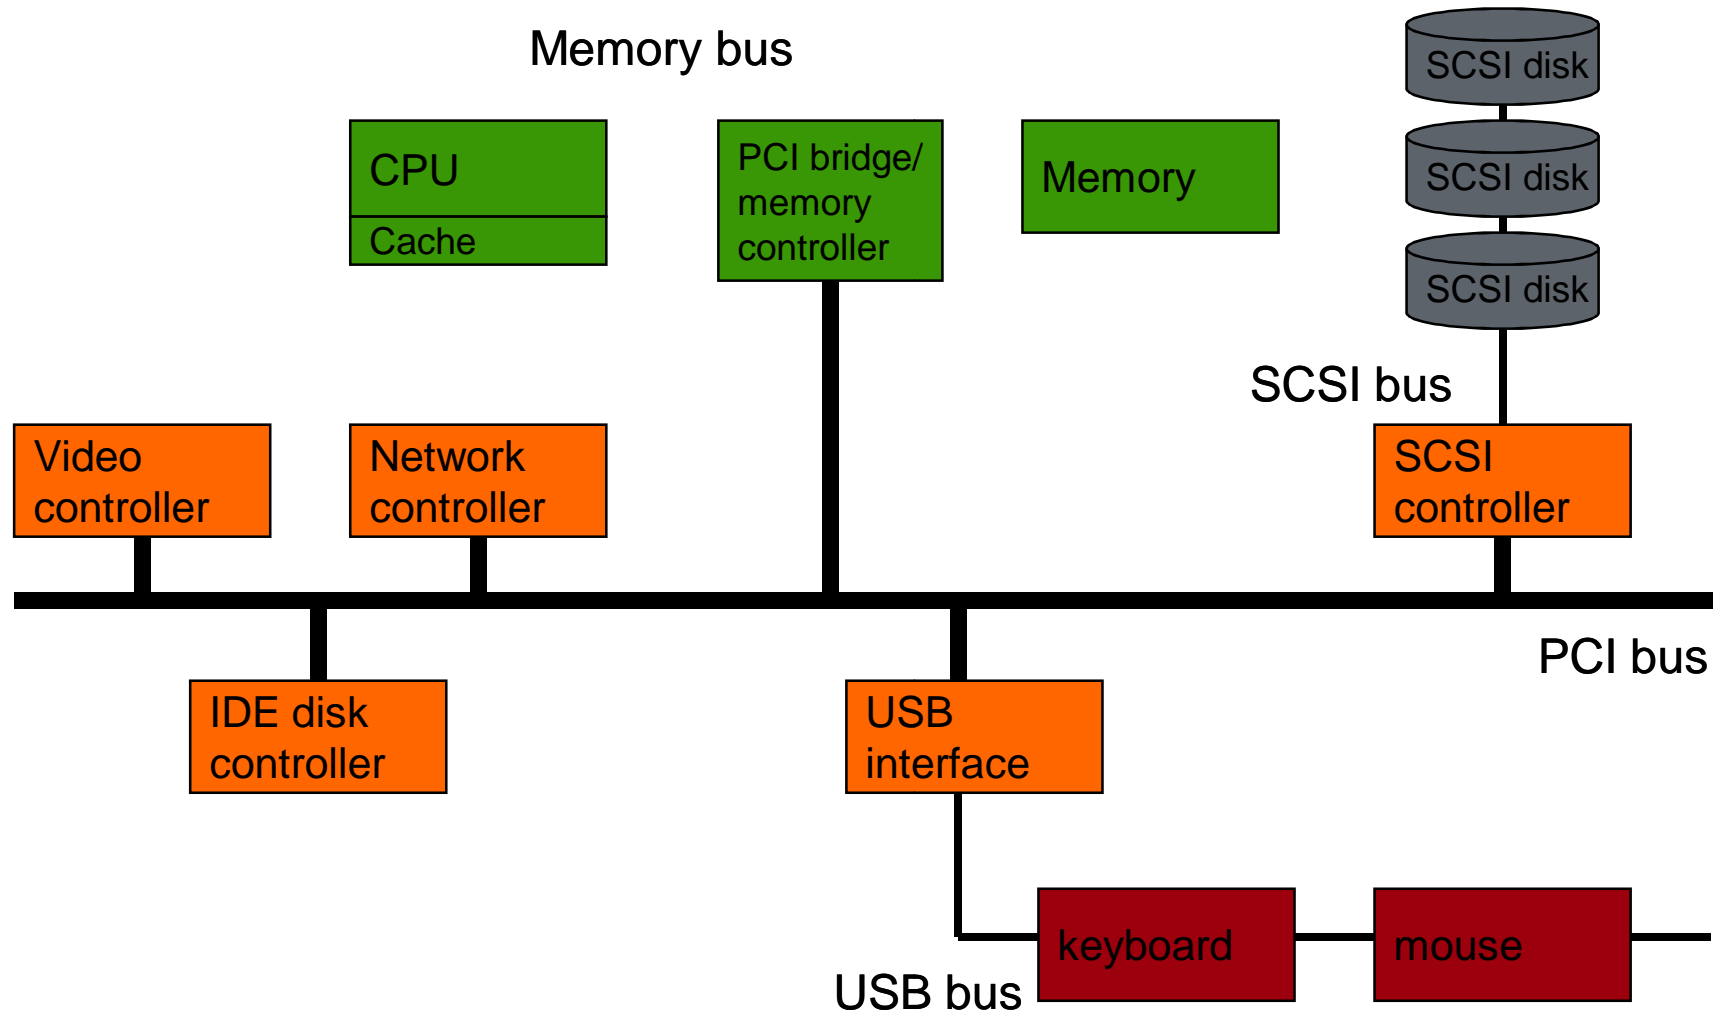 Memory bus
SCSI disk
CPU
Cache
PCI bridge/
memory
controller
Memory
SCSI disk
SCSI disk
SCSI bus
Video
controller
Network
controller
SCSI
controller
PCI bus
IDE disk
controller
USB
interface
keyboard
mouse
USB bus